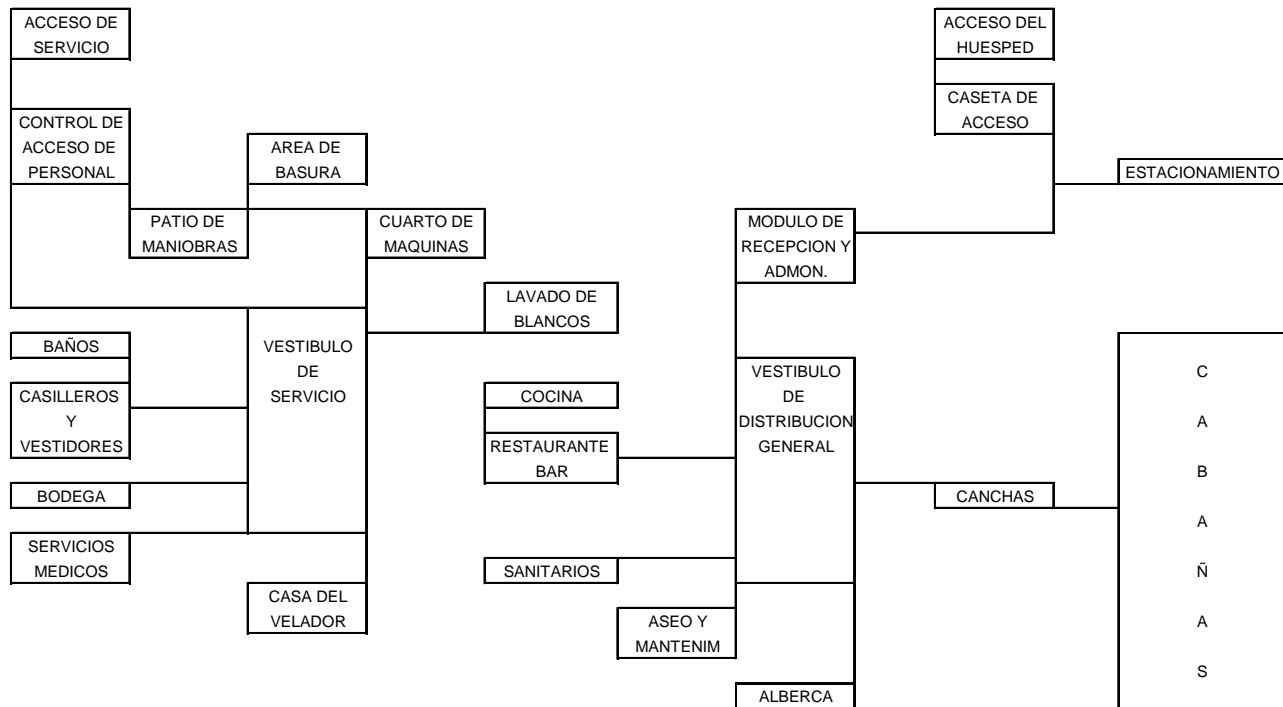 ACCESO DE
SERVICIO
ACCESO DEL
HUESPED
CASETA DE
ACCESO
CONTROL DE
ACCESO DE
PERSONAL
AREA DE
BASURA
ESTACIONAMIENTO
PATIO DE
MANIOBRAS
CUARTO DE
MAQUINAS
MODULO DE
RECEPCION Y
ADMON.
LAVADO DE
BLANCOS
BAÑOS
VESTIBULO
DE
SERVICIO
VESTIBULO
DE
DISTRIBUCION
GENERAL
CASILLEROS
Y
VESTIDORES
COCINA
RESTAURANTE
BAR
BODEGA
CANCHAS
C
A
B
A
Ñ
A
S
SERVICIOS
MEDICOS
SANITARIOS
CASA DEL
VELADOR
ASEO Y
MANTENIM
ALBERCA